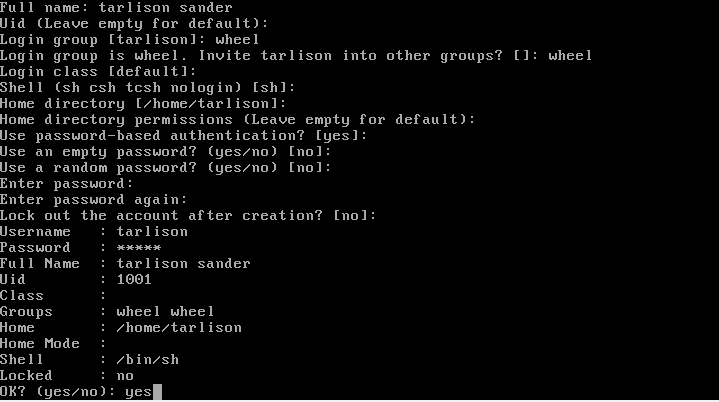 Full name: tarlison sander
Uid (Leave empty for default):
Login group [tarlison]: wheel
Login group is wheel. Invite tarlison into other groups? []: wheel
Login class [default]:
Shell (sh csh tcsh nologin) [sh]:
Home directory [/home/tarlison]:
Home directory permissions (Leave empty for default):
Use password-based authentication? [yes]:
Use an empty password? (yes/no) [no]:
Use a random password? (yes/no) [no]:
Enter password:
Enter password again:
Lock out the account after creation? [no]:
Username   : tarlison
Password   : *****
Full Name  : tarlison sander
Uid        : 1001
Class      :
Groups     : wheel wheel
Home       : /home/tarlison
Home Mode  :
Shell      : /bin/sh
Locked     : no
OK? (yes/no): yes